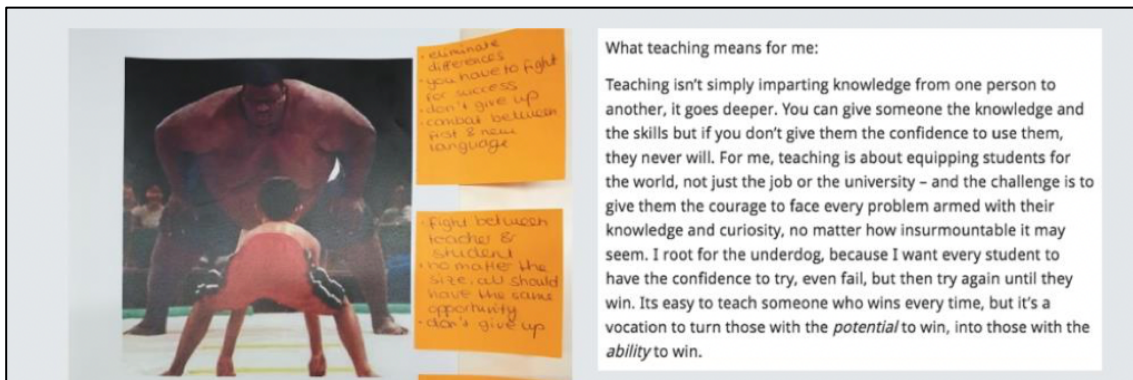 · eliminate
differences
· you have to fight
for success
· don't give up
· combat between
first & new
language
· fight between
teacher &
student
· no matter the
size, all should
have the same
opportunity
· don't give up
What teaching means for me:
Teaching isn't simply imparting knowledge from one person to
another, it goes deeper. You can give someone the knowledge and
the skills but if you don't give them the confidence to use them,
they never will. For me, teaching is about equipping students for
the world, not just the job or the university – and the challenge is to
give them the courage to face every problem armed with their
knowledge and curiosity, no matter how insurmountable it may
seem. I root for the underdog, because I want every student to
have the confidence to try, even fail, but then try again until they
win. Its easy to teach someone who wins every time, but it's a
vocation to turn those with the potential to win, into those with the
ability to win.